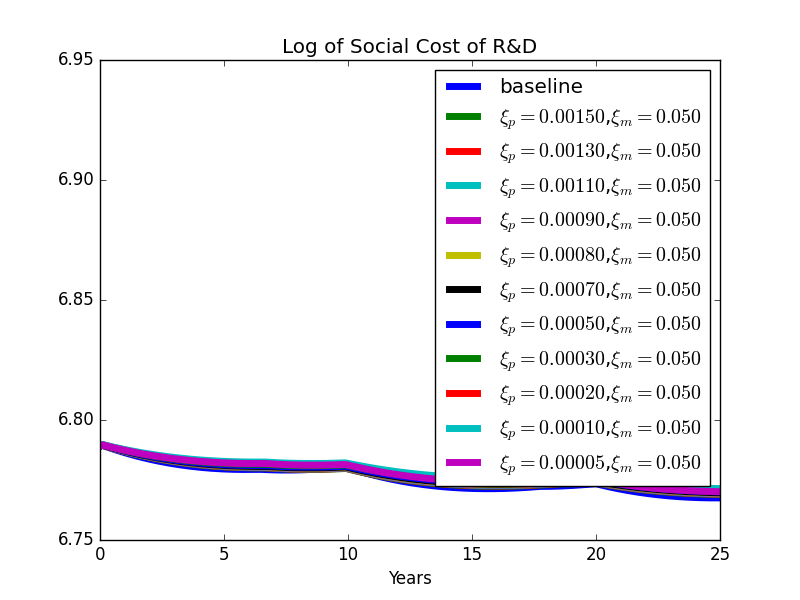 Log of Social Cost of R&D
6.95
6.90
6.85
6.80
6.75
baseline
ξp = 0.00150,ξm = 0.050
ξp = 0.00130,ξm = 0.050
ξp = 0.00110,ξm = 0.050
ξp = 0.00090,ξm = 0.050
ξp = 0.00080,ξm = 0.050
ξp = 0.00070,ξm = 0.050
ξp = 0.00050,ξm = 0.050
ξp = 0.00030,ξm = 0.050
ξp = 0.00020,ξm = 0.050
ξp = 0.00010,ξm = 0.050
ξp = 0.00005,ξm = 0.050
0 5 10 15 20 25
Years